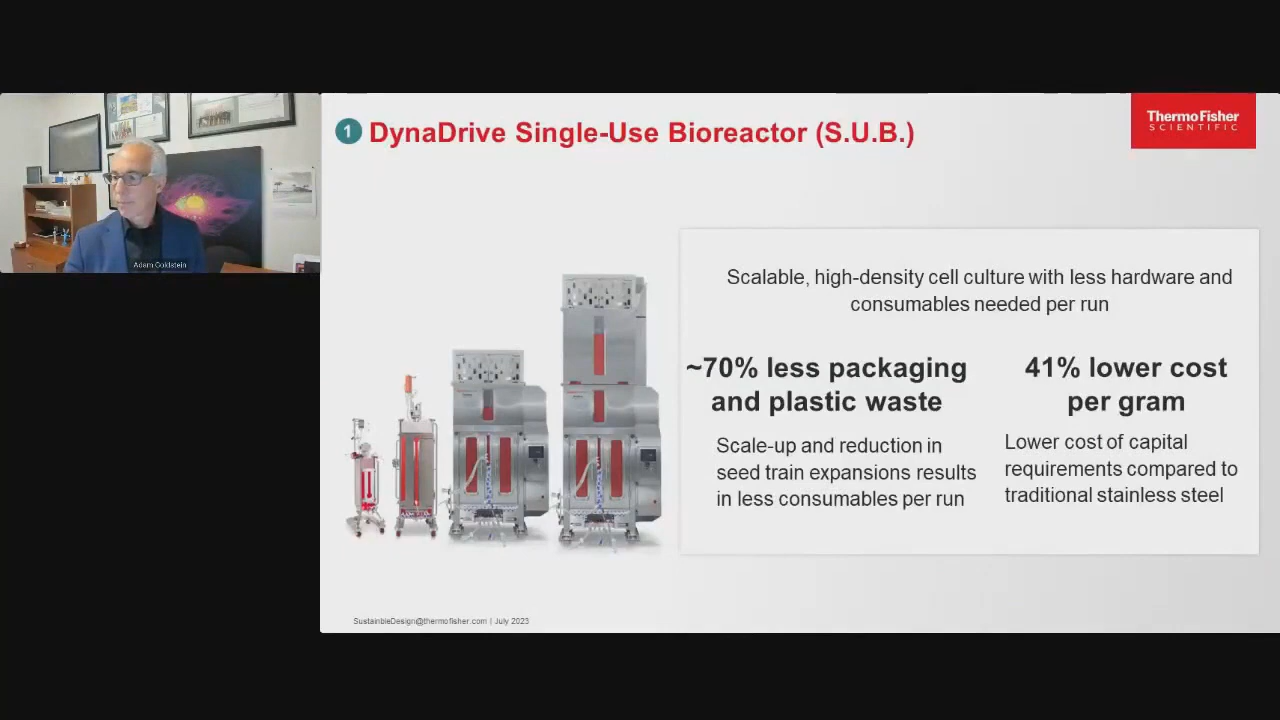 1 DynaDrive Single-Use Bioreactor (S.U.B.)
ThermoFisher
SCIENTIFIC
Adam Goldstein
Scalable, high-density cell culture with less hardware and
consumables needed per run
~70% less packaging
and plastic waste
Scale-up and reduction in
seed train expansions results
in less consumables per run
41% lower cost
per gram
Lower cost of capital
requirements compared to
traditional stainless steel
SustainbleDesign@thermofisher.com | July 2023